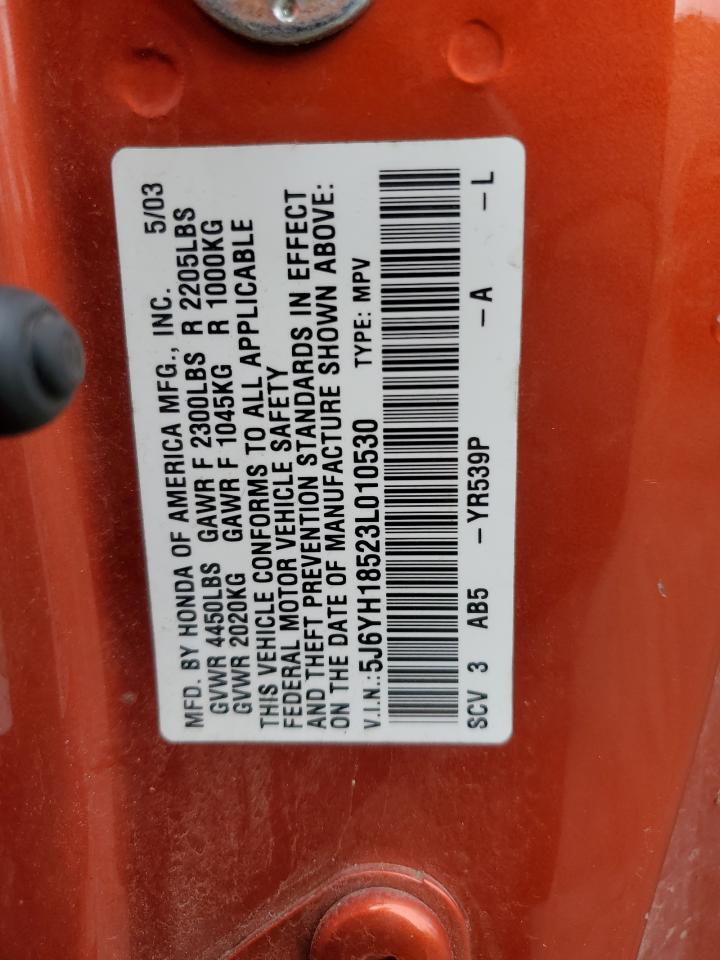 MFD. BY HONDA OF AMERICA MFG., INC. 5/03
GVWR 4450LBS GAWR F 2300LBS R 2205LBS
GVWR 2020KG GAWR F 1045KG R 1000KG
THIS VEHICLE CONFORMS TO ALL APPLICABLE
FEDERAL MOTOR VEHICLE SAFETY
AND THEFT PREVENTION STANDARDS IN EFFECT
ON THE DATE OF MANUFACTURE SHOWN ABOVE:
V.I.N.:5J6YH18523L010530 TYPE: MPV
SCV 3 AB5 -YR539P -A -L